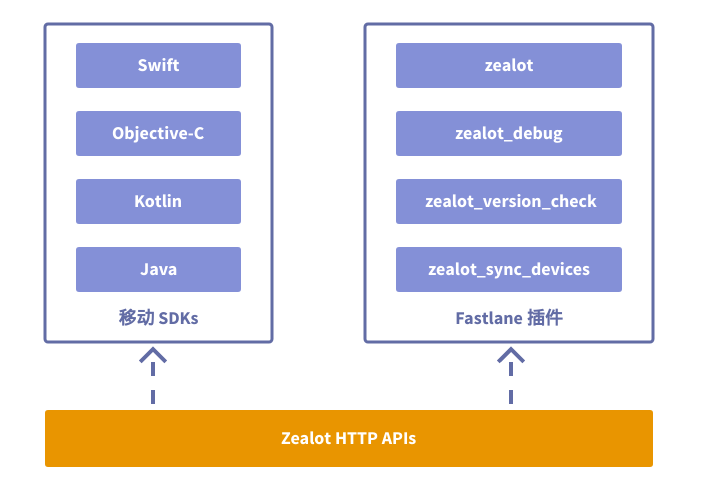 Swift
Objective-C
Kotlin
Java
移动 SDKs
zealot
zealot_debug
zealot_version_check
zealot_sync_devices
Fastlane 插件
Zealot HTTP APIs